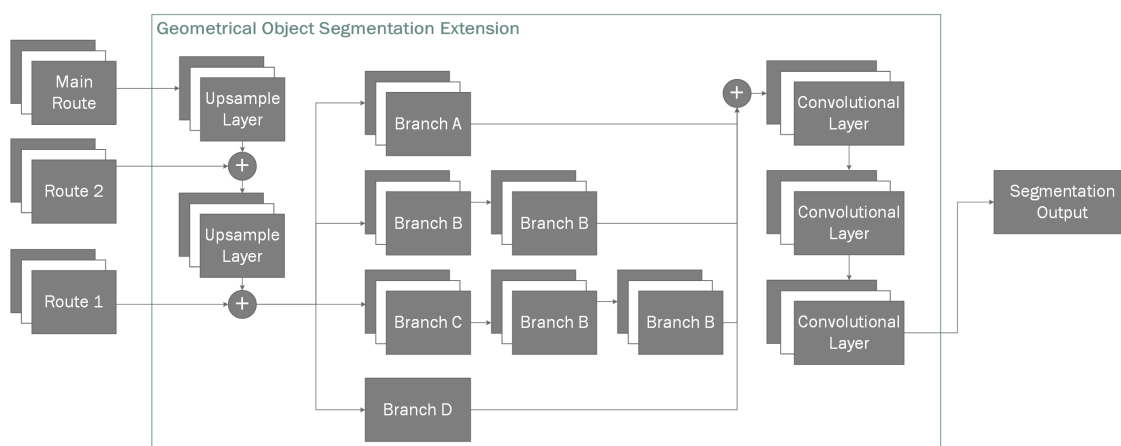 Geometrical Object Segmentation Extension
Main
Route
Upsample
Layer
+
Route 2
Upsample
Layer
Route 1
+
Branch A
Branch B
Branch B
Branch C
Branch B
Branch B
Branch D
+
Convolutional
Layer
Convolutional
Layer
Convolutional
Layer
Segmentation
Output
+